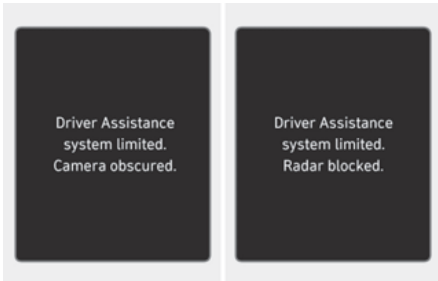 Driver Assistance
system limited.
Camera obscured.
Driver Assistance
system limited.
Radar blocked.